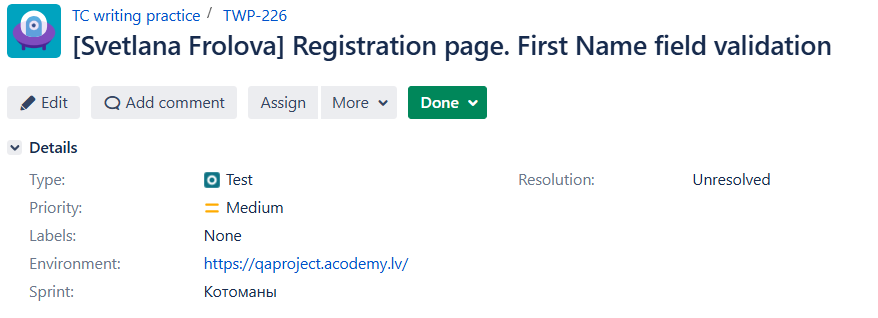 TC writing practice / TWP-226
[Svetlana Frolova] Registration page. First Name field validation
Edit Add comment Assign More Done
Details
Type: Test Resolution: Unresolved
Priority: Medium
Labels: None
Environment: https://qaproject.acodemy.lv/
Sprint: Котоманы